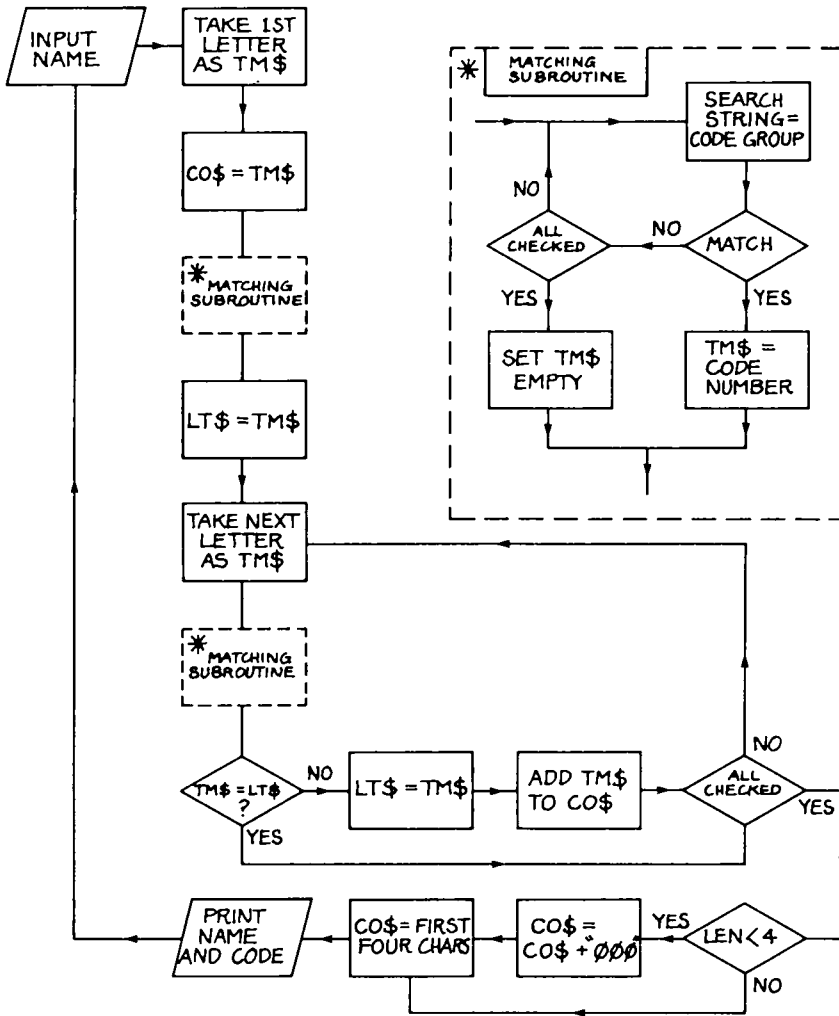 INPUT
NAME
TAKE 1ST
LETTER
AS TM$
CO$ = TM$
* MATCHING
SUBROUTINE
LT$ = TM$
TAKE NEXT
LETTER
AS TM$
* MATCHING
SUBROUTINE
TM$ = LT$
?
NO
YES
LT$ = TM$
ADD TM$
TO CO$
ALL
CHECKED
NO
YES
LEN<4
YES
NO
CO$ =
CO$ + "ØØØ"
CO$ = FIRST
FOUR CHARS
PRINT
NAME
AND CODE
* MATCHING
SUBROUTINE
SEARCH
STRING =
CODE GROUP
MATCH
NO
YES
ALL
CHECKED
NO
YES
SET TM$
EMPTY
TM$ =
CODE
NUMBER